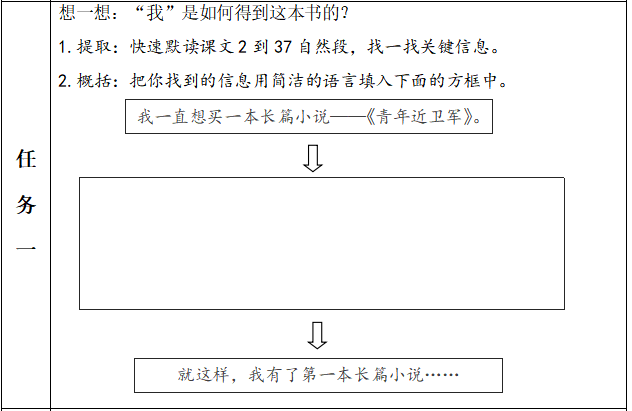 想一想：“我”是如何得到这本书的？
1.提取：快速默读课文2到37自然段，找一找关键信息。
2.概括：把你找到的信息用简洁的语言填入下面的方框中。
我一直想买一本长篇小说——《青年近卫军》。
任
务
一
就这样，我有了第一本长篇小说……